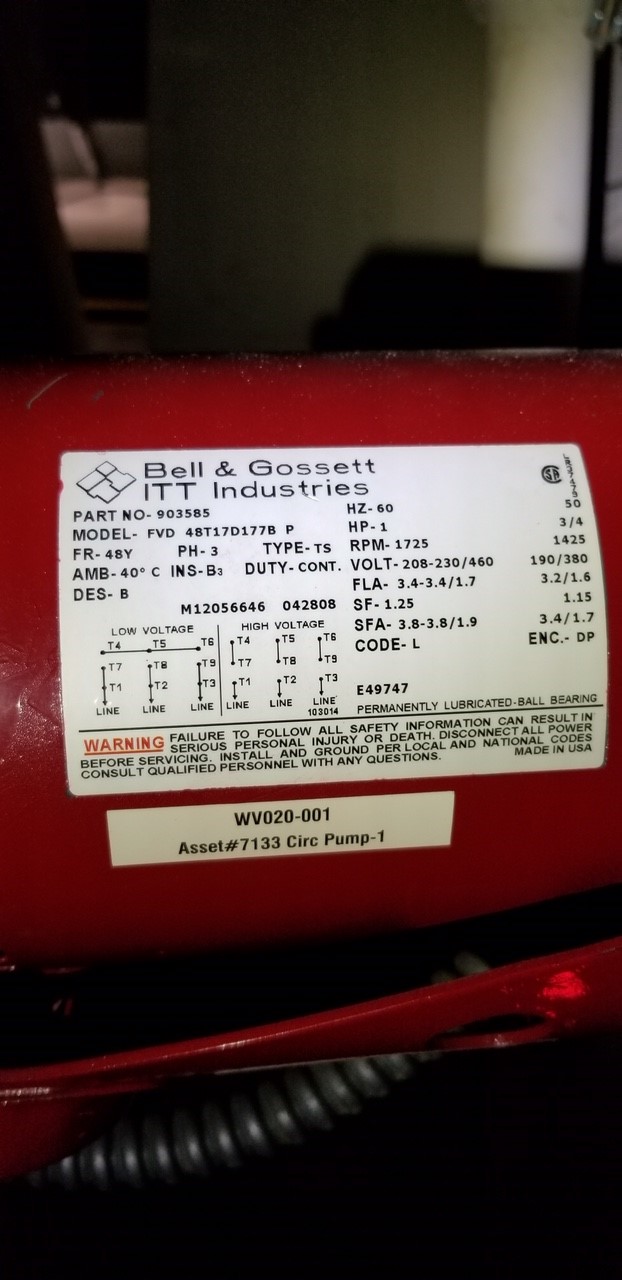 Bell & Gossett
ITT Industries
PART NO- 903585
MODEL- FVD 48T17D177B P
FR- 48Y PH- 3 TYPE- TS
AMB- 40° C INS- B3 DUTY- CONT.
DES- B
M12056646 042808
HZ- 60 50
HP- 1 3/4
RPM- 1725 1425
VOLT- 208-230/460 190/380
FLA- 3.4-3.4/1.7 3.2/1.6
SF- 1.25 1.15
SFA- 3.8-3.8/1.9 3.4/1.7
CODE- L ENC.- DP
LOW VOLTAGE
T4 T5 T6
T7 T8 T9
T1 T2 T3
LINE LINE LINE
HIGH VOLTAGE
T4 T5 T6
T7 T8 T9
T1 T2 T3
LINE LINE LINE
103014
E49747
PERMANENTLY LUBRICATED-BALL BEARING
WARNING FAILURE TO FOLLOW ALL SAFETY INFORMATION CAN RESULT IN
SERIOUS PERSONAL INJURY OR DEATH. DISCONNECT ALL POWER
BEFORE SERVICING. INSTALL AND GROUND PER LOCAL AND NATIONAL CODES
CONSULT QUALIFIED PERSONNEL WITH ANY QUESTIONS. MADE IN USA
WV020-001
Asset#7133 Circ Pump-1